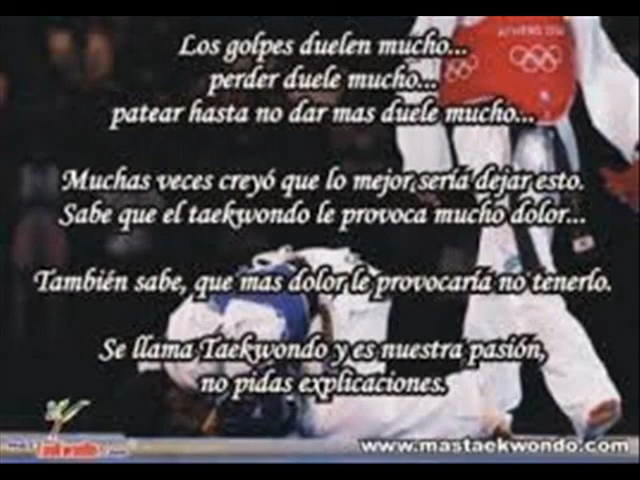 ATHENS 2004
Los golpes duelen mucho...
perder duele mucho...
patear hasta no dar mas duele mucho...
Muchas veces creyó que lo mejor sería dejar esto.
Sabe que el taekwondo le provoca mucho dolor...
También sabe, que mas dolor le provocaría no tenerlo.
Se llama Taekwondo y es nuestra pasión,
no pidas explicaciones.
taekwondo
www.mastaekwondo.com